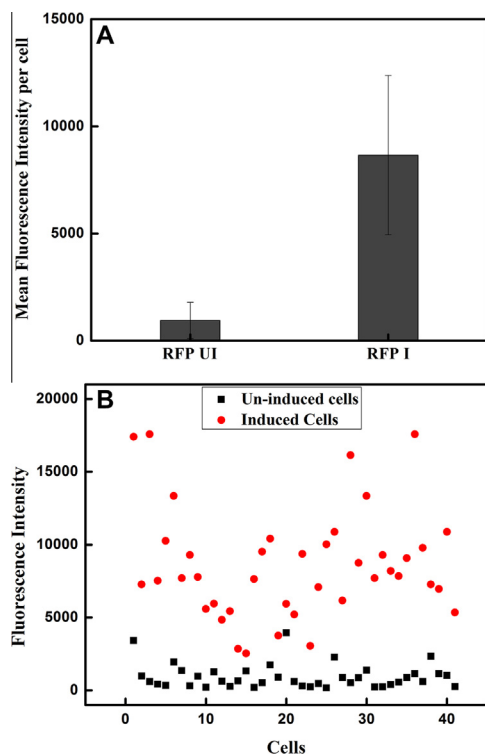 A
15000
10000
5000
0
Mean Fluorescence Intensity per cell
RFP UI
RFP I
B
Un-induced cells
Induced Cells
20000
15000
10000
5000
0
Fluorescence Intensity
0
10
20
30
40
Cells